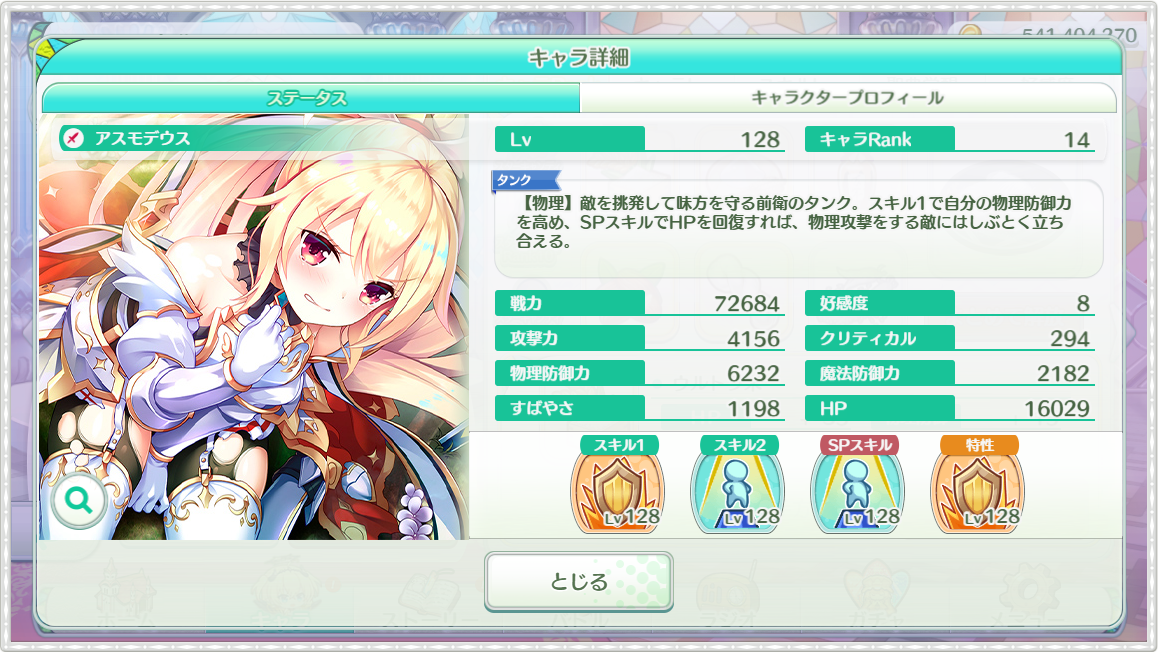 541,404,270
キャラ詳細
ステータス
キャラクタープロフィール
アスモデウス
Lv 128
キャラRank 14
タンク
【物理】敵を挑発して味方を守る前衛のタンク。スキル1で自分の物理防御力
を高め、SPスキルでHPを回復すれば、物理攻撃をする敵にはしぶとく立ち
合える。
戦力 72684
好感度 8
攻撃力 4156
クリティカル 294
物理防御力 6232
魔法防御力 2182
すばやさ 1198
HP 16029
スキル1
スキル2
SPスキル
特性
Lv128
Lv128
Lv128
Lv128
とじる